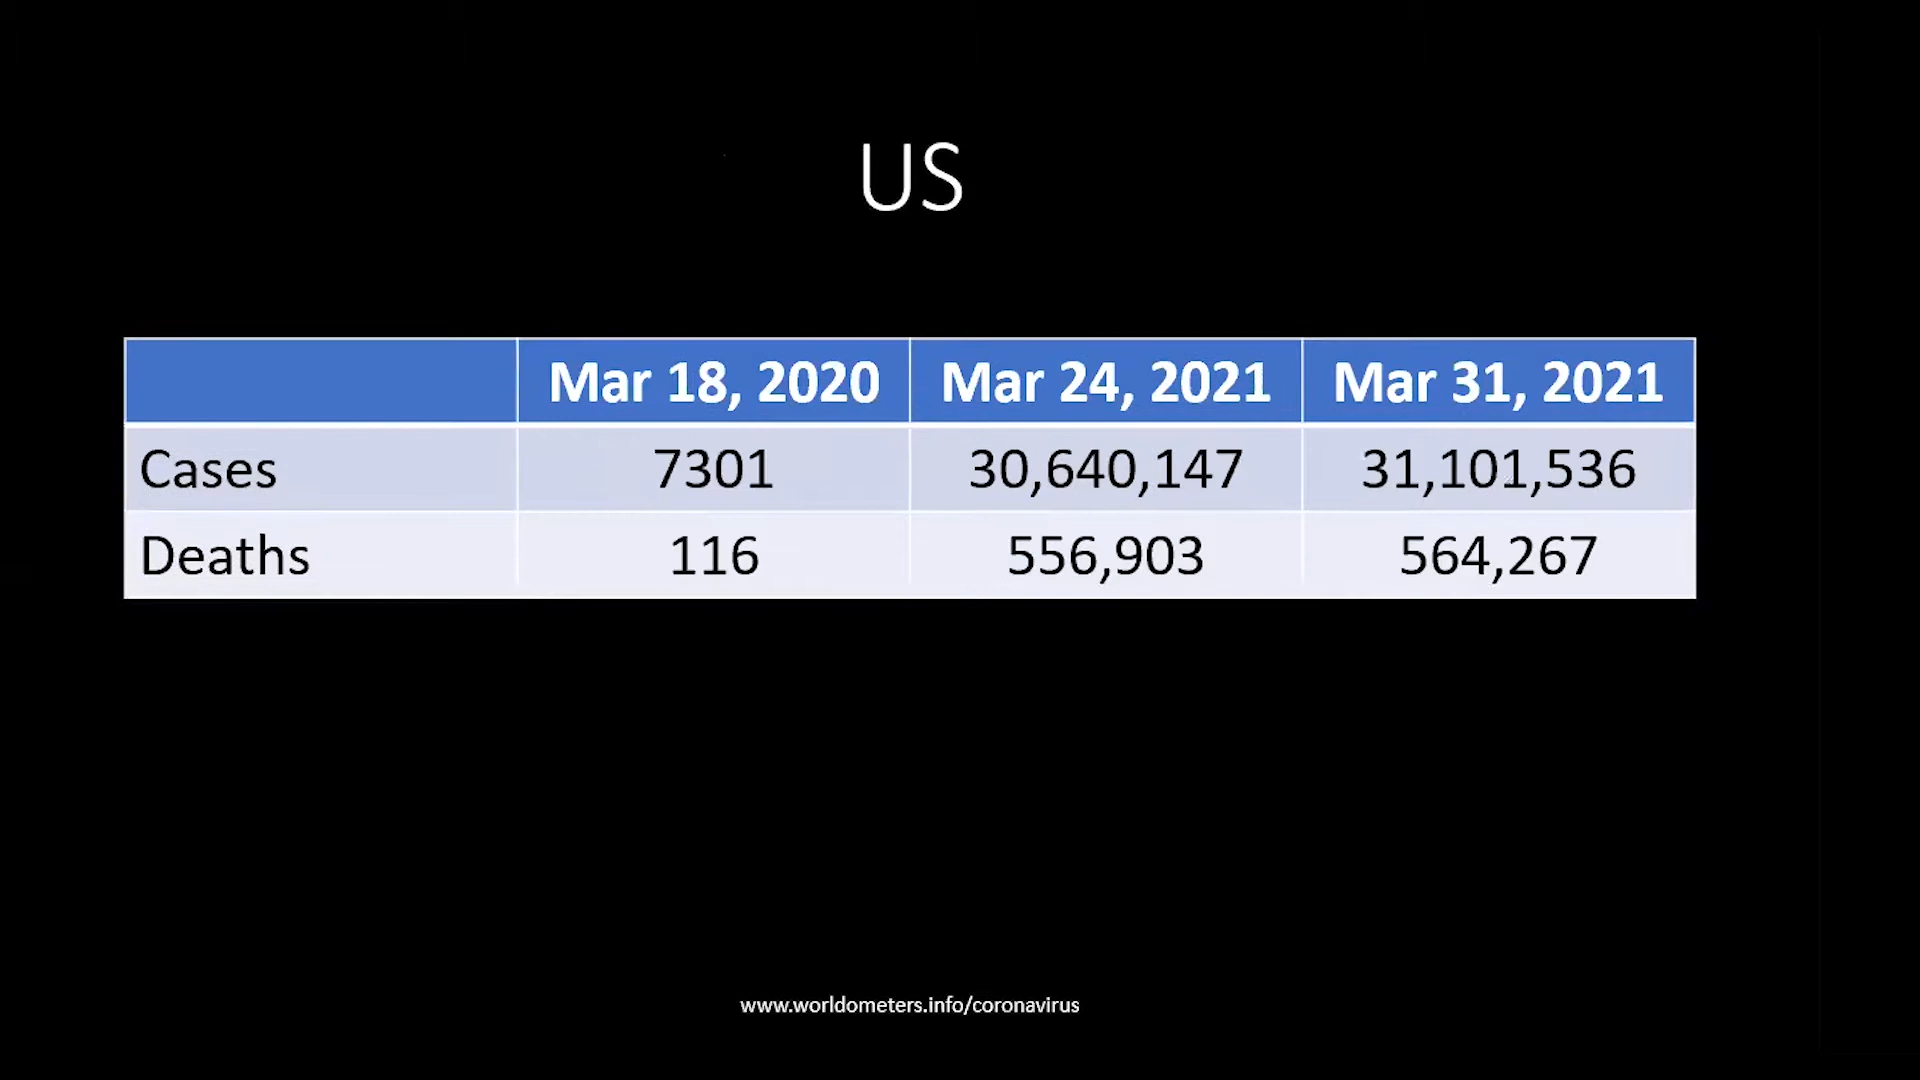 US
Mar 18, 2020 Mar 24, 2021 Mar 31, 2021
Cases 7301 30,640,147 31,101,536
Deaths 116 556,903 564,267
www.worldometers.info/coronavirus